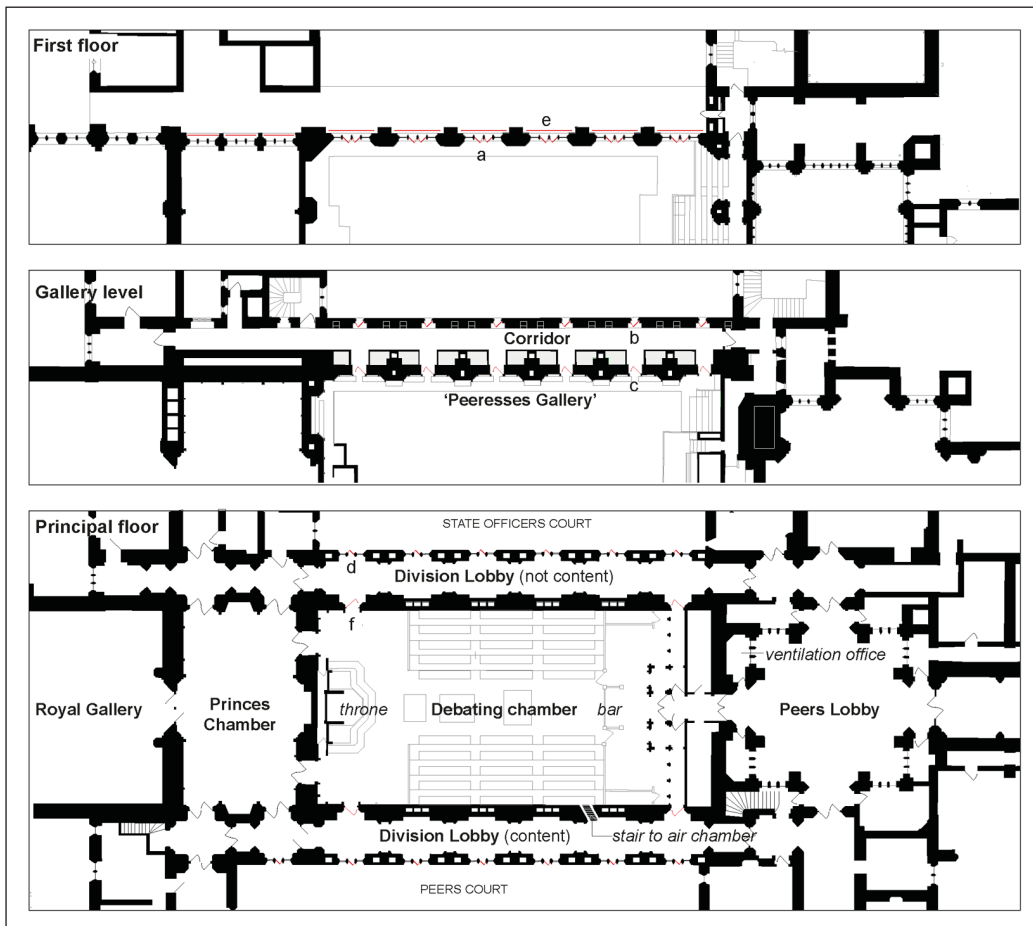 First floor
e
a
Gallery level
Corridor
b
c
‘Peeresses Gallery’
Principal floor
STATE OFFICERS COURT
d
Division Lobby (not content)
f
ventilation office
Royal Gallery
Princes
Chamber
throne
Debating chamber
bar
Peers Lobby
Division Lobby (content)
stair to air chamber
PEERS COURT